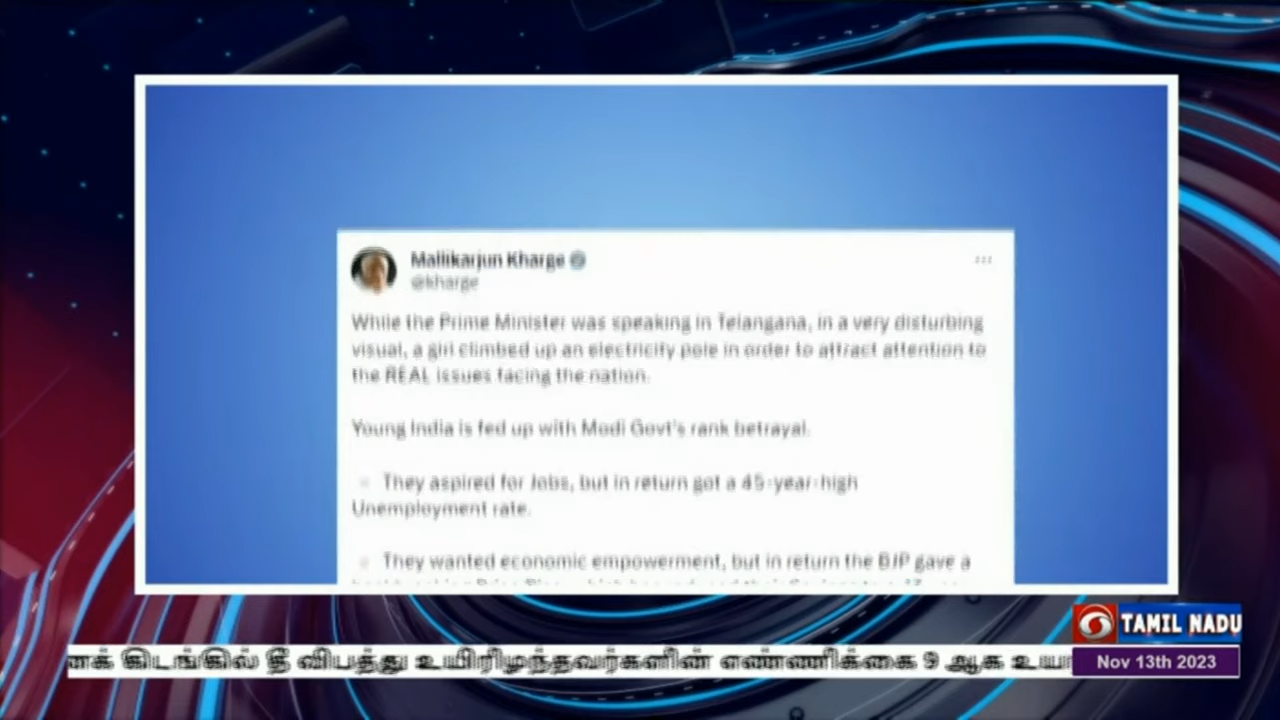 Mallikarjun Kharge
@kharge
While the Prime Minister was speaking in Telangana, in a very disturbing
visual, a girl climbed up an electricity pole in order to attract attention to
the REAL issues facing the nation.
Young India is fed up with Modi Govt's rank betrayal.
They aspired for Jobs, but in return got a 45-year-high
Unemployment rate.
They wanted economic empowerment, but in return the BJP gave a
TAMIL NADU
கிடங்கில் தீ விபத்து உயிரிழந்தவர்களின் எண்ணிக்கை 9 ஆக
Nov 13th 2023